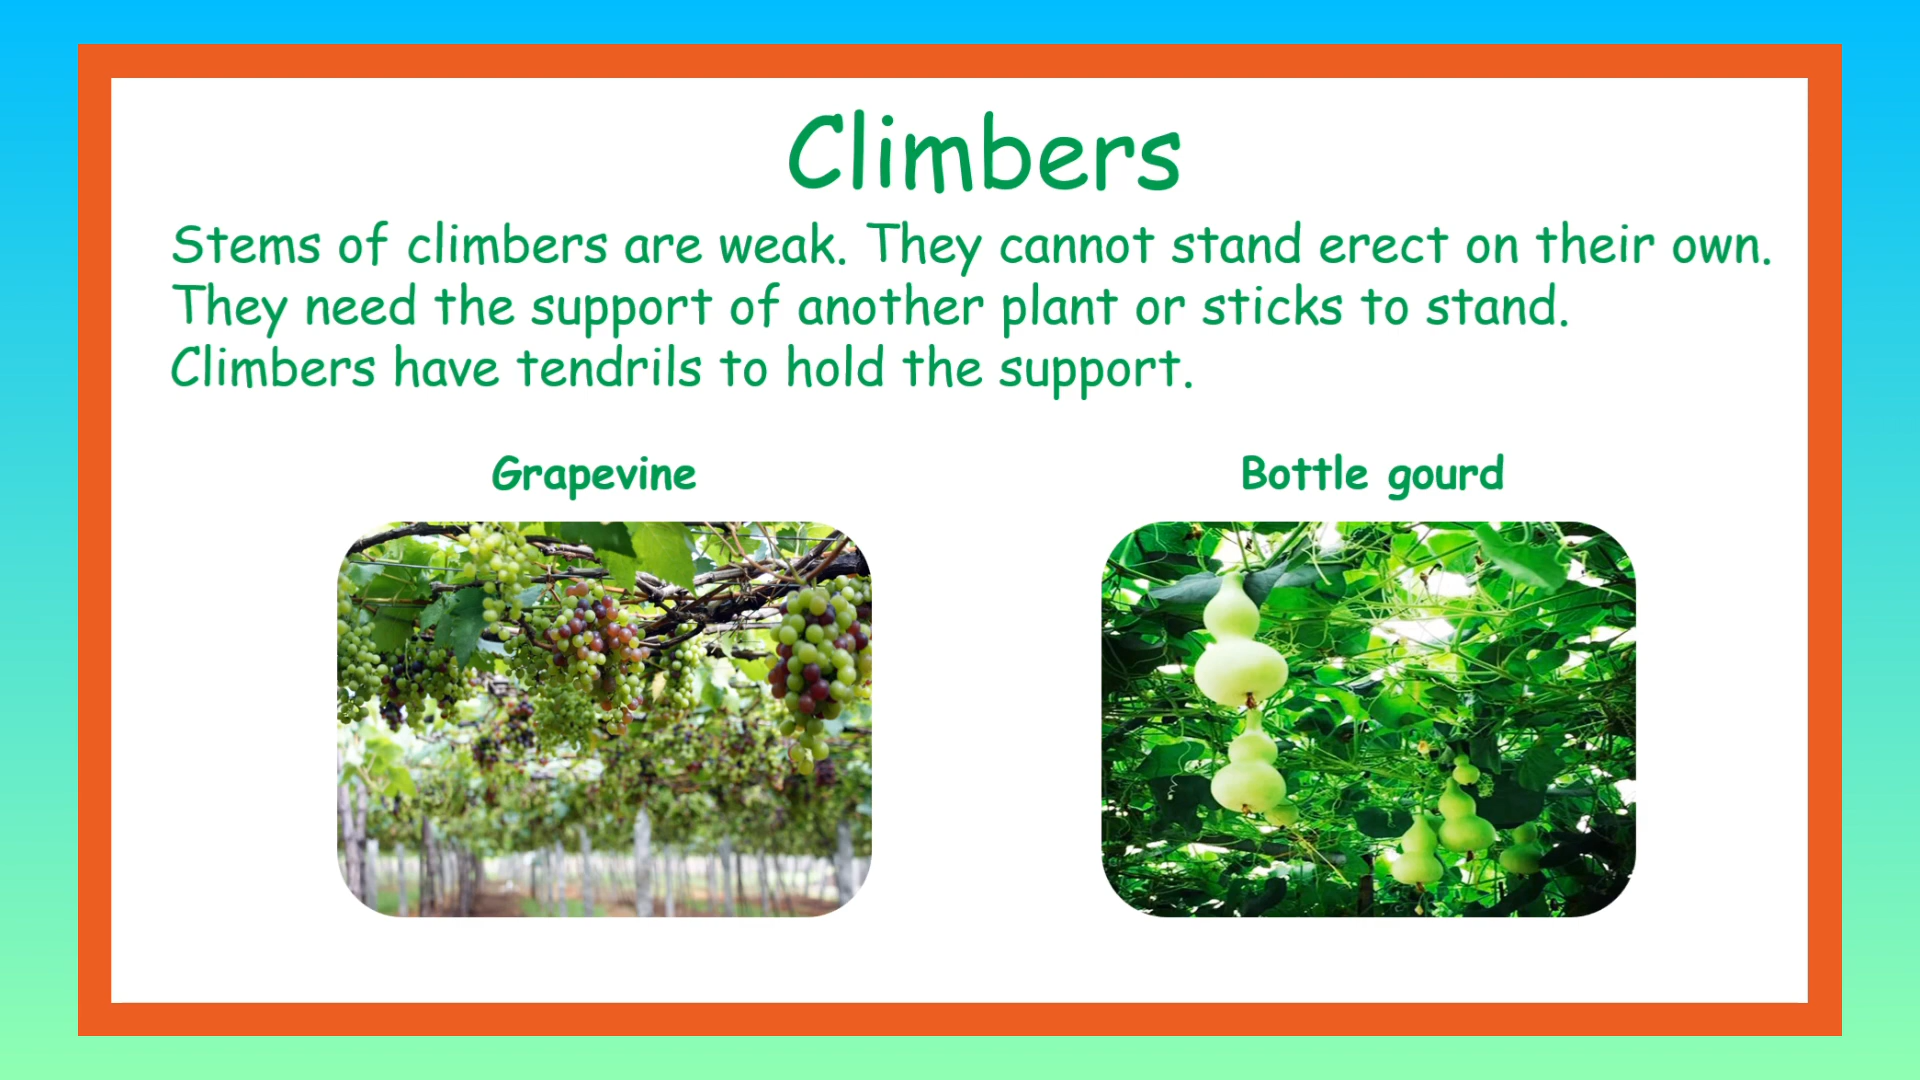 Climbers
Stems of climbers are weak. They cannot stand erect on their own.
They need the support of another plant or sticks to stand.
Climbers have tendrils to hold the support.
Grapevine
Bottle gourd